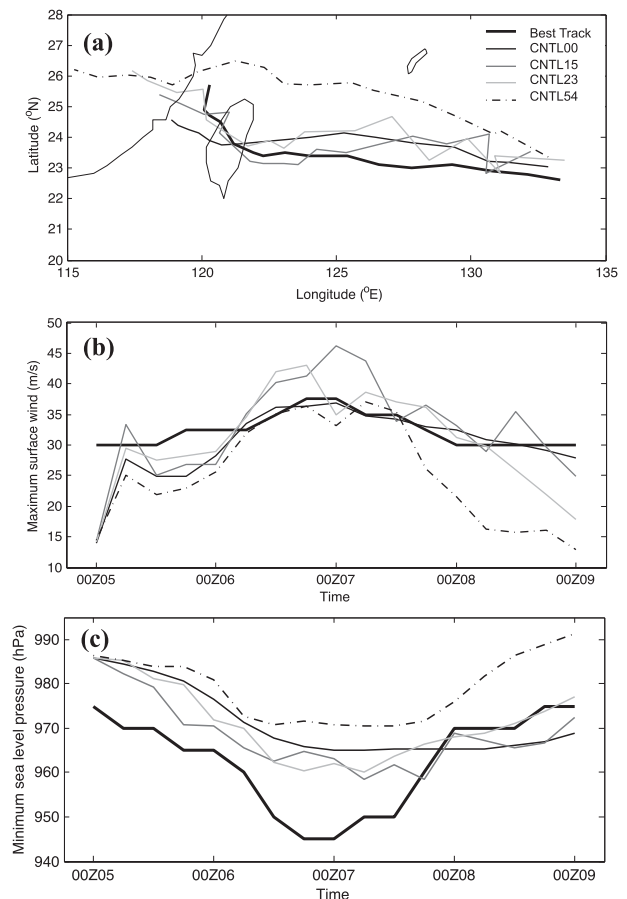 (a)
Best Track
CNTL00
CNTL15
CNTL23
CNTL54
28
27
26
25
24
23
22
21
20
Latitude (°N)
115
120
125
130
135
Longitude (°E)
(b)
50
45
40
35
30
25
20
15
10
Maximum surface wind (m/s)
00Z05
00Z06
00Z07
00Z08
00Z09
Time
(c)
990
980
970
960
950
940
Minimum sea level pressure (hPa)
00Z05
00Z06
00Z07
00Z08
00Z09
Time